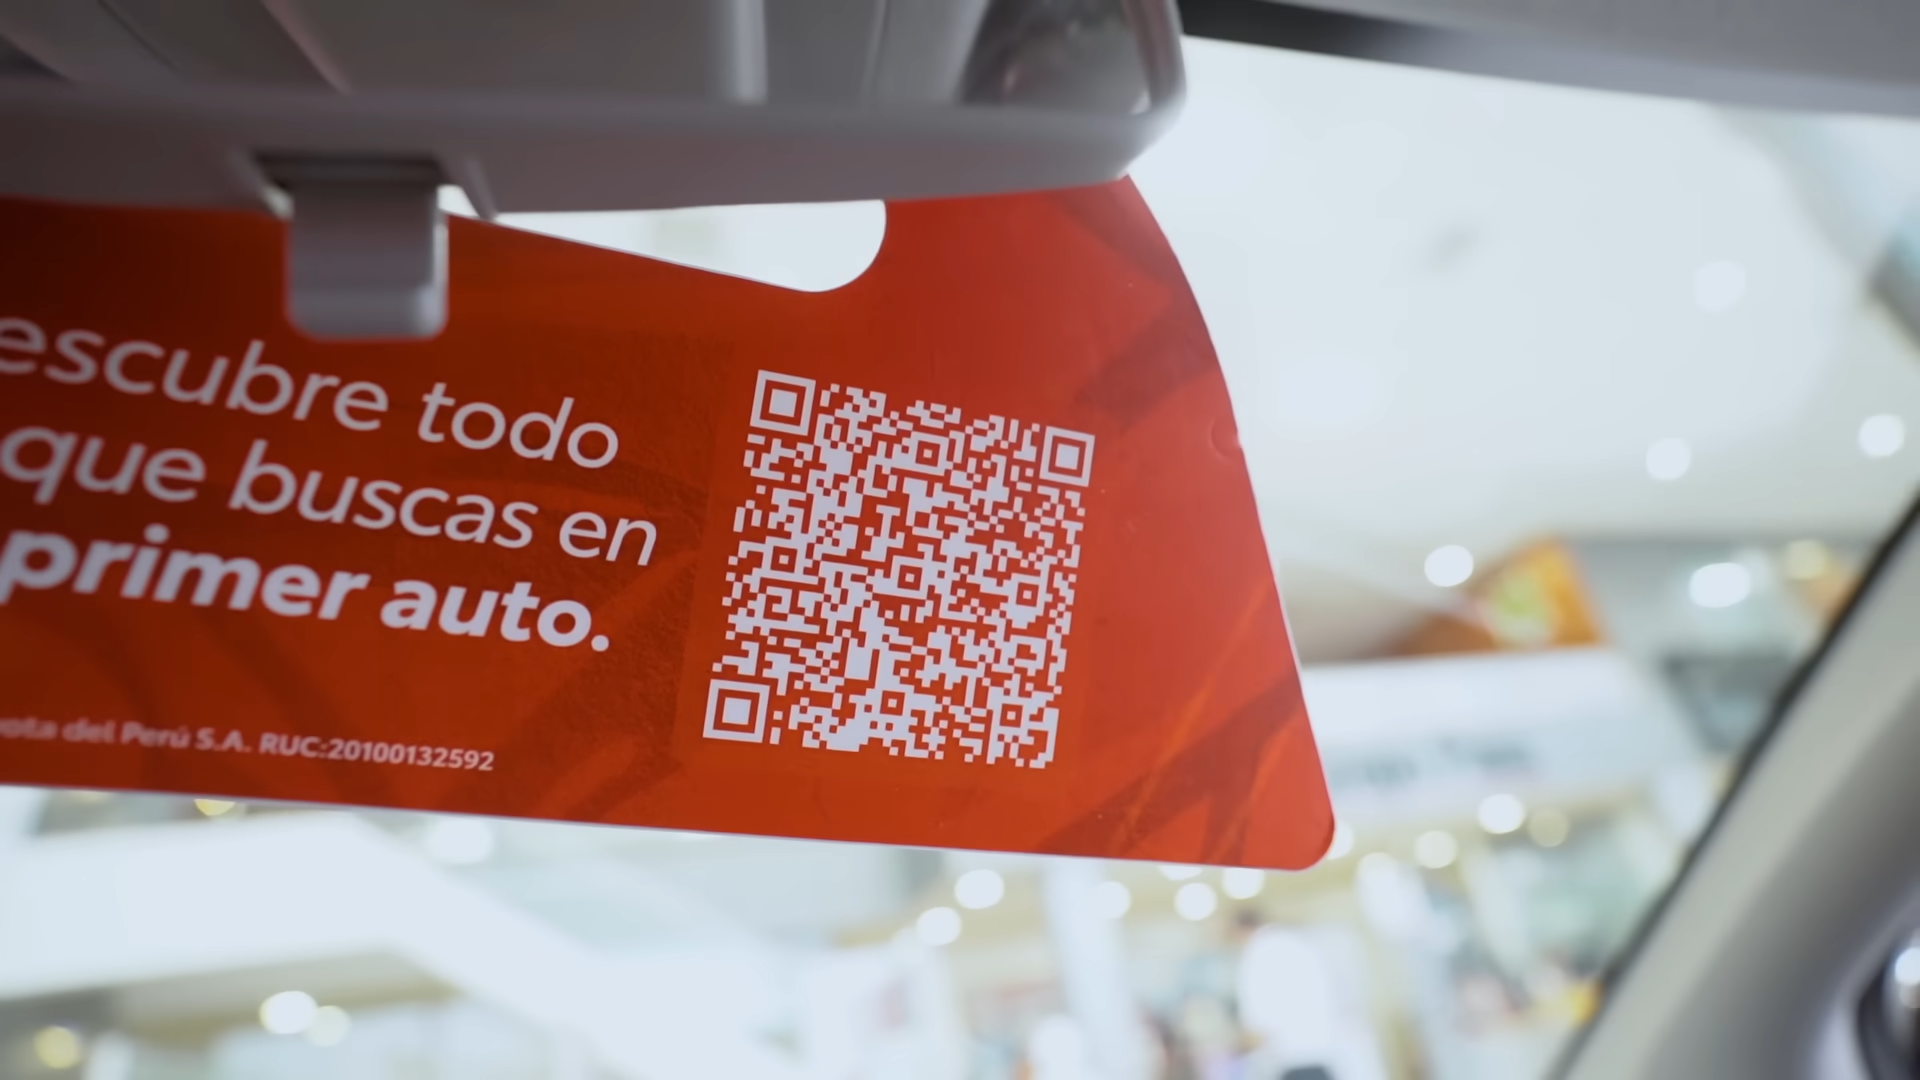 escubre todo
que buscas en
primer auto.
ota del Perú S.A. RUC:20100132592